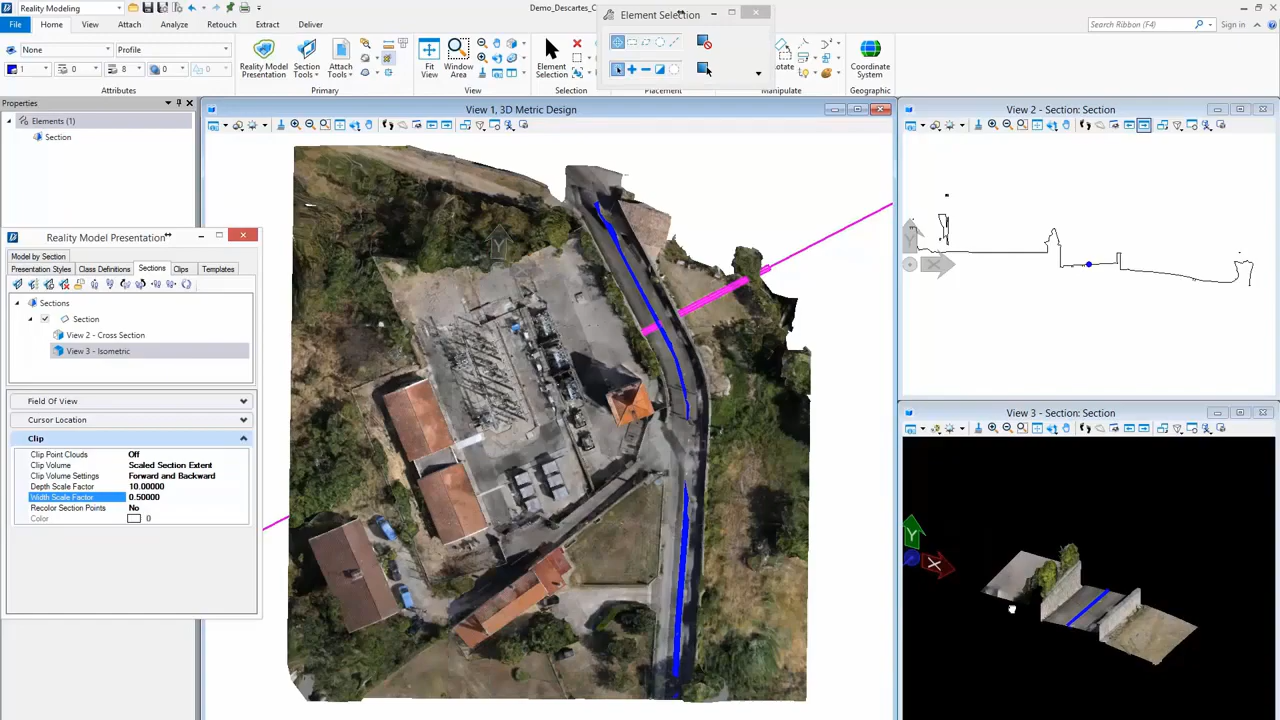 Reality Modeling
Demo_Descartes_C
Element Selection
File Home View Attach Analyze Retouch Extract Deliver
Search Ribbon (F4)
Sign in
None
Profile
1 0 8 0 0
Attributes
Reality Modeling Presentation
Section Tools
Attach Tools
Primary
Fit View
Window Area
Element Selection
Placement
Manipulate
Coordinate System
Geographic
Properties
Elements (1)
Section
View 1, 3D Metric Design
View 2 - Section: Section
Y
X
Reality Model Presentation
Model by Section
Presentation Styles Class Definitions Sections Clips Templates
Sections
Section
View 2 - Cross Section
View 3 - Isometric
Field Of View
Cursor Location
Clip
Clip Point Clouds Off
Clip Volume Scaled Section Extent
Clip Volume Settings Forward and Backward
Depth Scale Factor 10.00000
Width Scale Factor 0.50000
Recolor Section Points No
Color 0
Y
View 3 - Section: Section
Y
X